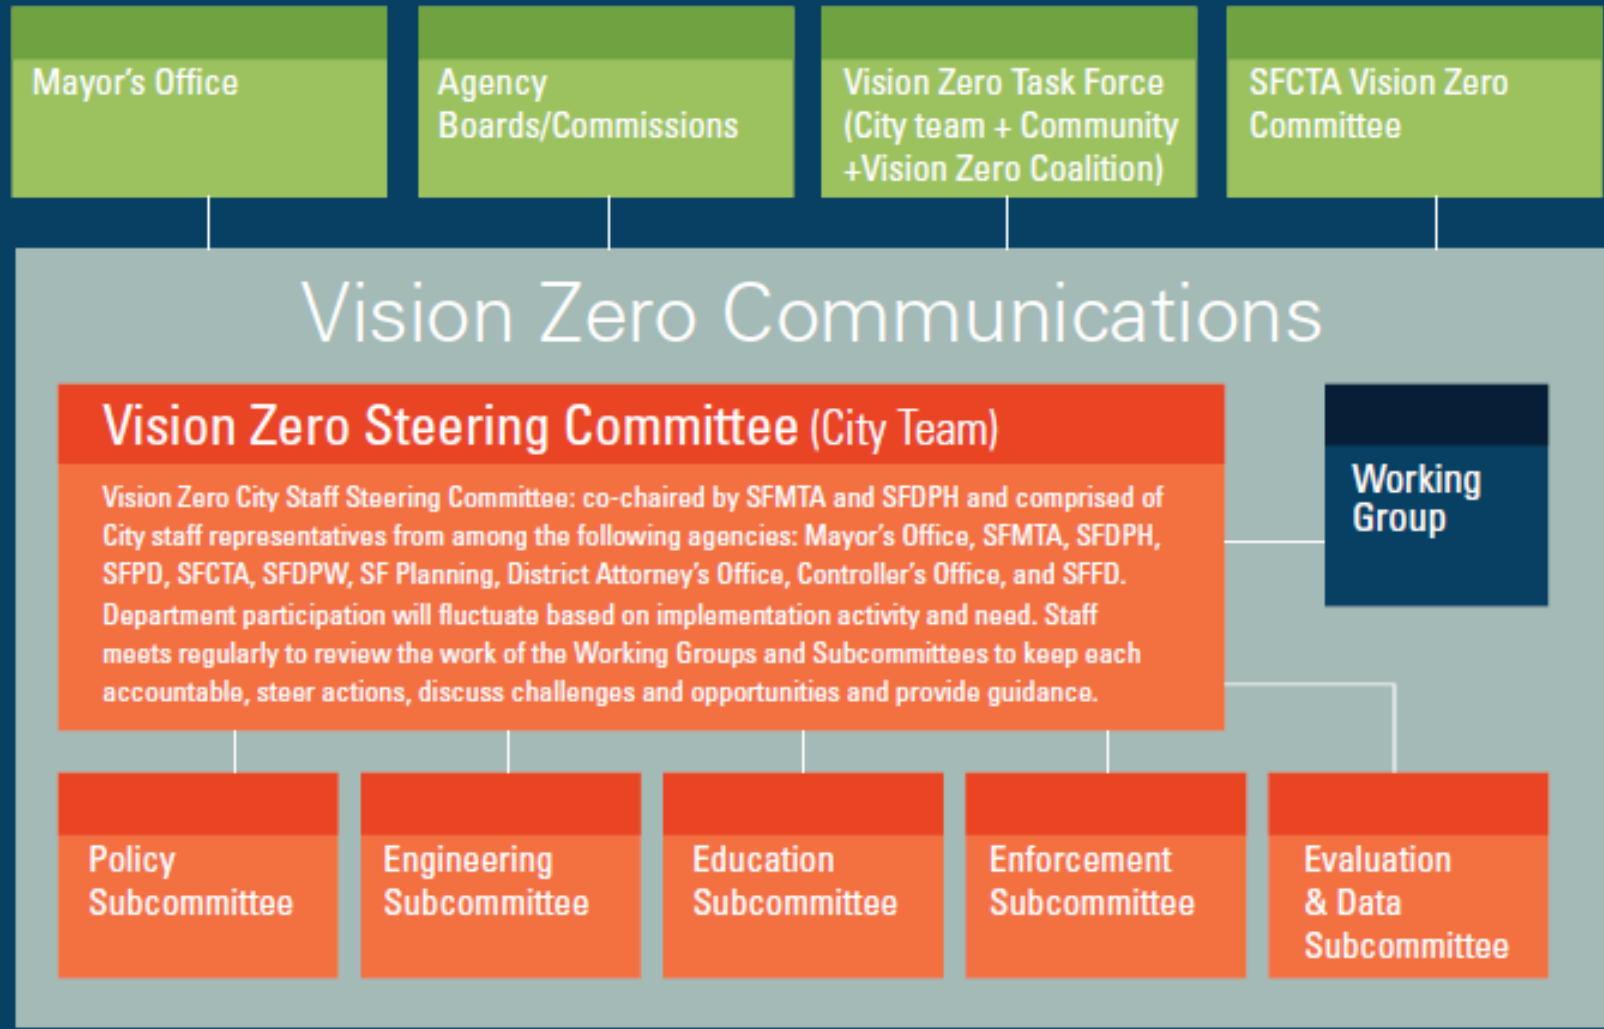 Mayor's Office
Agency
Boards/Commissions
Vision Zero Task Force
(City team + Community
+Vision Zero Coalition)
SFCTA Vision Zero
Committee
Vision Zero Communications
Vision Zero Steering Committee (City Team)
Vision Zero City Staff Steering Committee: co-chaired by SFMTA and SFDPH and comprised of
City staff representatives from among the following agencies: Mayor's Office, SFMTA, SFDPH,
SFPD, SFCTA, SFDPW, SF Planning, District Attorney's Office, Controller's Office, and SFFD.
Department participation will fluctuate based on implementation activity and need. Staff
meets regularly to review the work of the Working Groups and Subcommittees to keep each
accountable, steer actions, discuss challenges and opportunities and provide guidance.
Working
Group
Policy
Subcommittee
Engineering
Subcommittee
Education
Subcommittee
Enforcement
Subcommittee
Evaluation
& Data
Subcommittee